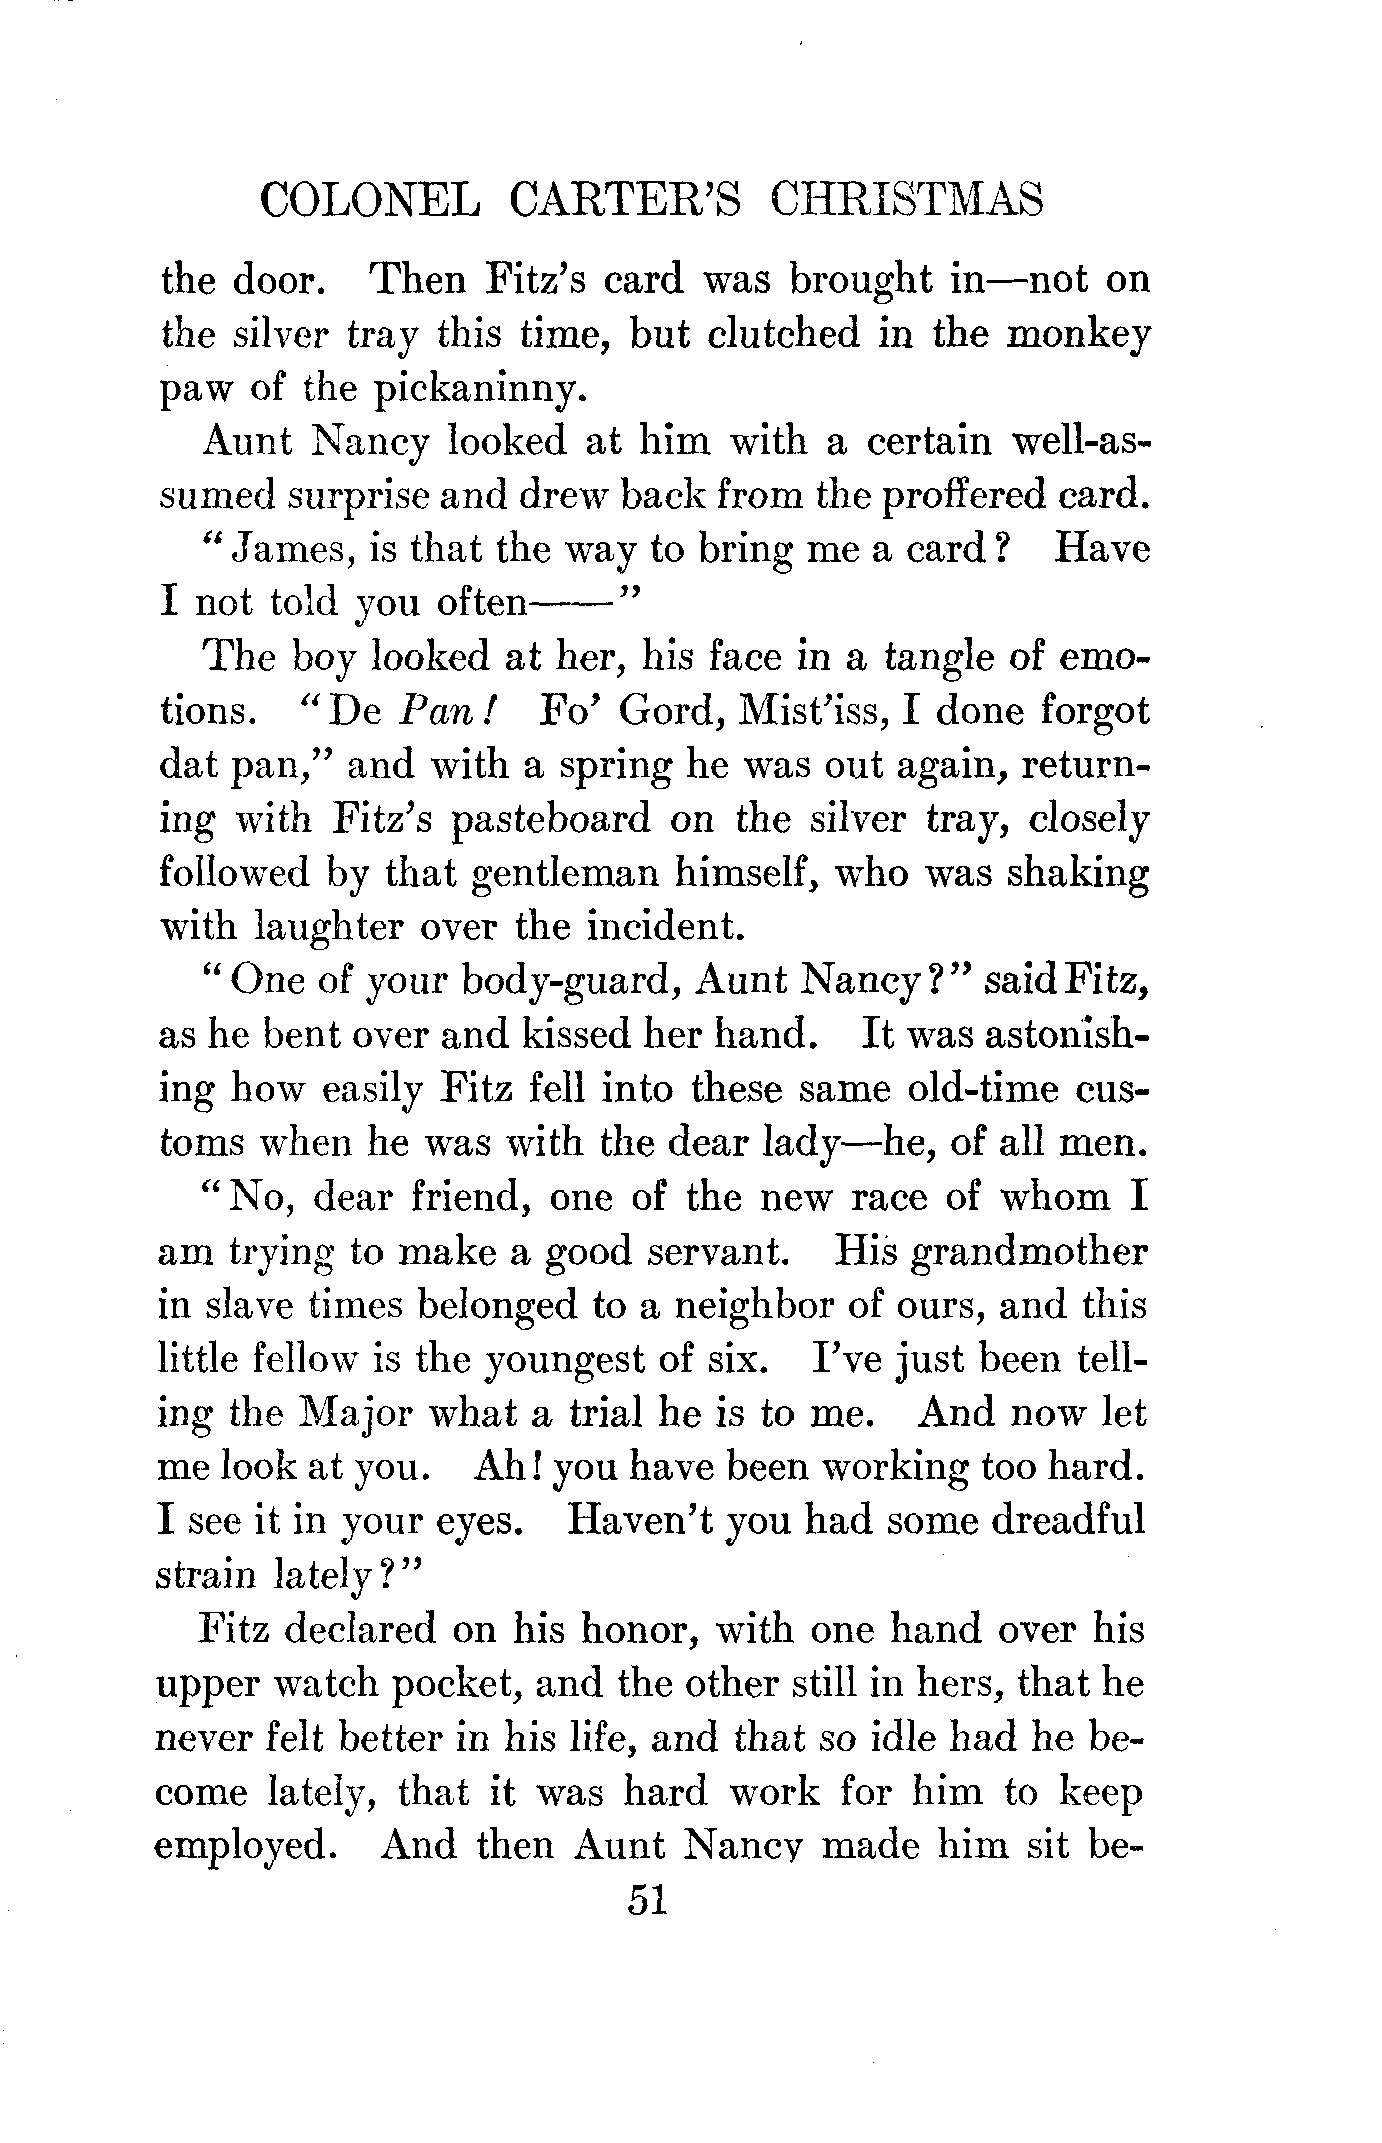 COLONEL CARTER'S CHRISTMAS
the door. Then Fitz's card was brought in—not on
the silver tray this time, but clutched in the monkey
paw of the pickaninny.
Aunt Nancy looked at him with a certain well-as-
sumed surprise and drew back from the proffered card.
"James, is that the way to bring me a card? Have
I not told you often——"
The boy looked at her, his face in a tangle of emo-
tions. "De Pan! Fo' Gord, Mist'iss, I done forgot
dat pan," and with a spring he was out again, return-
ing with Fitz's pasteboard on the silver tray, closely
followed by that gentleman himself, who was shaking
with laughter over the incident.
"One of your body-guard, Aunt Nancy?" said Fitz,
as he bent over and kissed her hand. It was astonish-
ing how easily Fitz fell into these same old-time cus-
toms when he was with the dear lady—he, of all men.
"No, dear friend, one of the new race of whom I
am trying to make a good servant. His grandmother
in slave times belonged to a neighbor of ours, and this
little fellow is the youngest of six. I've just been tell-
ing the Major what a trial he is to me. And now let
me look at you. Ah! you have been working too hard.
I see it in your eyes. Haven't you had some dreadful
strain lately?"
Fitz declared on his honor, with one hand over his
upper watch pocket, and the other still in hers, that he
never felt better in his life, and that so idle had he be-
come lately, that it was hard work for him to keep
employed. And then Aunt Nancy made him sit be-
51